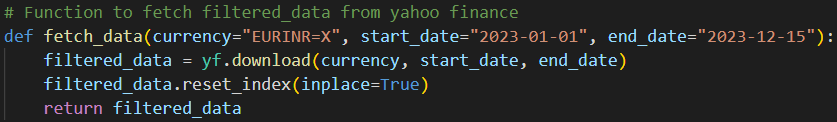 # Function to fetch filtered_data from yahoo finance
def fetch_data(currency="EURINR=X", start_date="2023-01-01", end_date="2023-12-15"):
    filtered_data = yf.download(currency, start_date, end_date)
    filtered_data.reset_index(inplace=True)
    return filtered_data